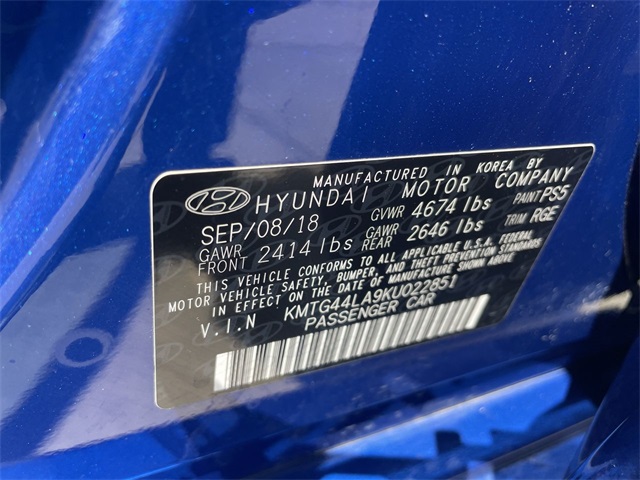 MANUFACTURED IN KOREA BY
HYUNDAI MOTOR COMPANY
SEP/08/18 GVWR 4674 lbs PAINT PS5
GAWR FRONT 2414 lbs GAWR REAR 2646 lbs TRIM RGE
THIS VEHICLE CONFORMS TO ALL APPLICABLE U.S.A. FEDERAL
MOTOR VEHICLE SAFETY, BUMPER, AND THEFT PREVENTION STANDARDS
IN EFFECT ON THE DATE OF MANUFACTURE SHOWN ABOVE.
V.I.N KMTG44LA9KU022851
PASSENGER CAR